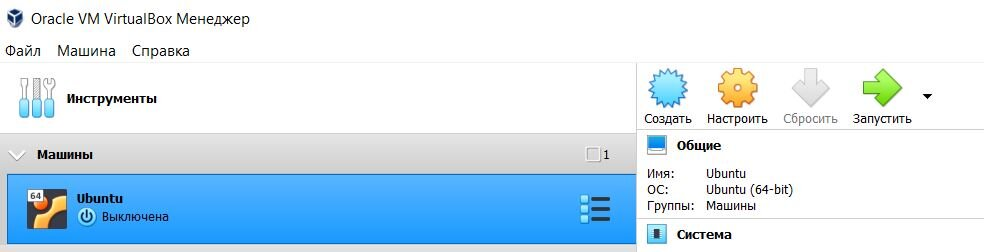 Oracle VM VirtualBox Менеджер
Файл Машина Справка
Инструменты
Создать Настроить Сбросить Запустить
Машины 1
Общие
64
Ubuntu
Выключена
Имя: Ubuntu
ОС: Ubuntu (64-bit)
Группы: Машины
Система